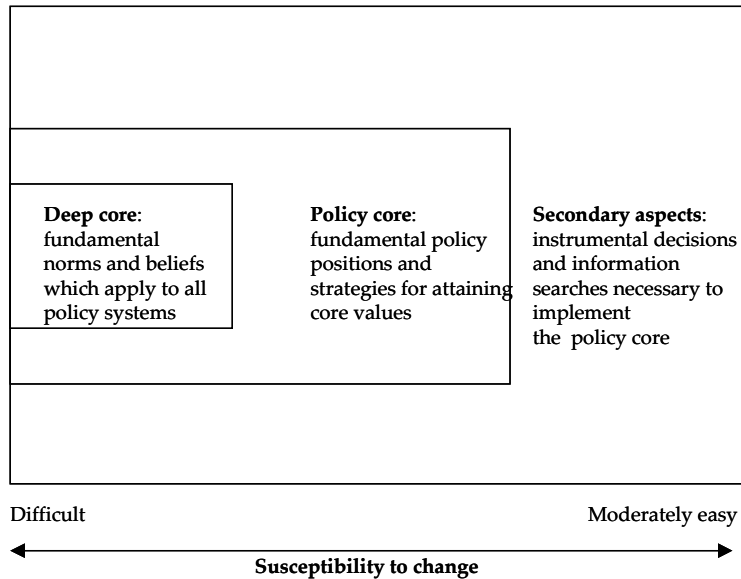 Deep core:
fundamental
norms and beliefs
which apply to all
policy systems
Policy core:
fundamental policy
positions and
strategies for attaining
core values
Secondary aspects:
instrumental decisions
and information
searches necessary to
implement
the policy core
Difficult
Moderately easy
Susceptibility to change